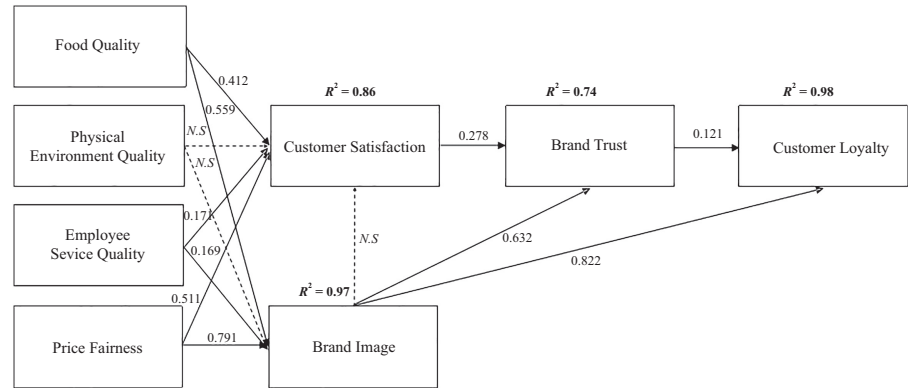 Food Quality
Physical
Environment Quality
Employee
Sevice Quality
Price Fairness
0.412
0.559
N.S
N.S
0.171
0.169
0.511
0.791
R² = 0.86
Customer Satisfaction
0.278
R² = 0.74
Brand Trust
0.121
R² = 0.98
Customer Loyalty
N.S
0.632
0.822
R² = 0.97
Brand Image